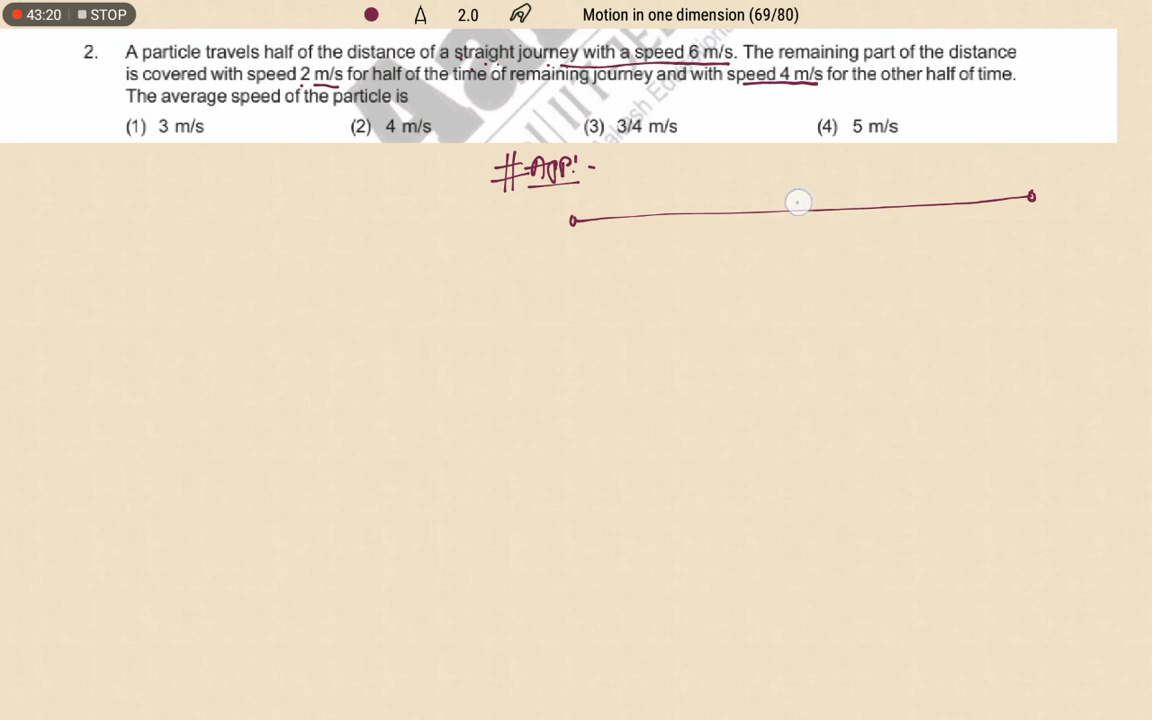 43:20 STOP 2.0 Motion in one dimension (69/80)
2. A particle travels half of the distance of a straight journey with a speed 6 m/s. The remaining part of the distance
is covered with speed 2 m/s for half of the time of remaining journey and with speed 4 m/s for the other half of time.
The average speed of the particle is
(1) 3 m/s (2) 4 m/s (3) 3/4 m/s (4) 5 m/s
#App! -